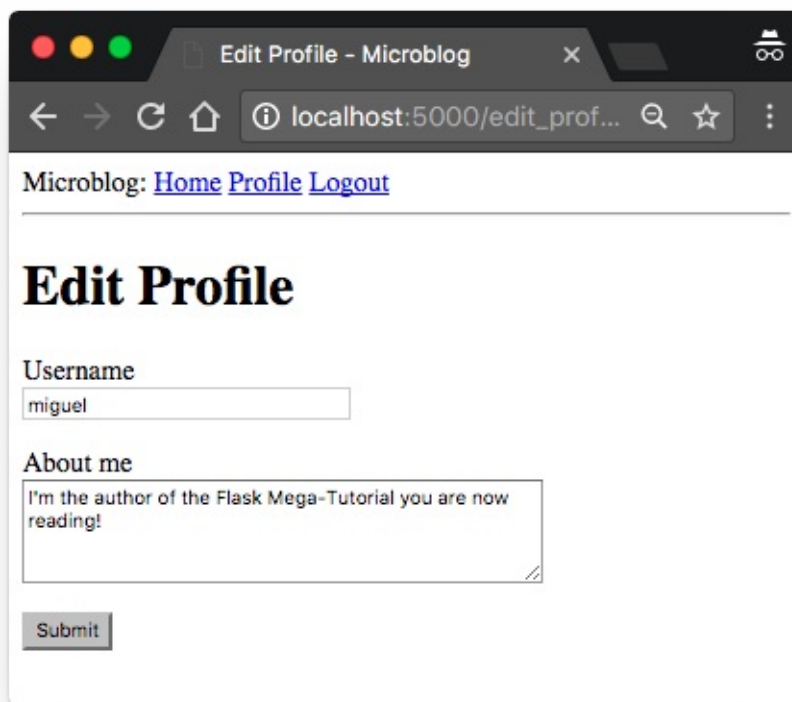 Edit Profile - Microblog
localhost:5000/edit_prof...
Microblog: Home Profile Logout
Edit Profile
Username
miguel
About me
I'm the author of the Flask Mega-Tutorial you are now
reading!
Submit